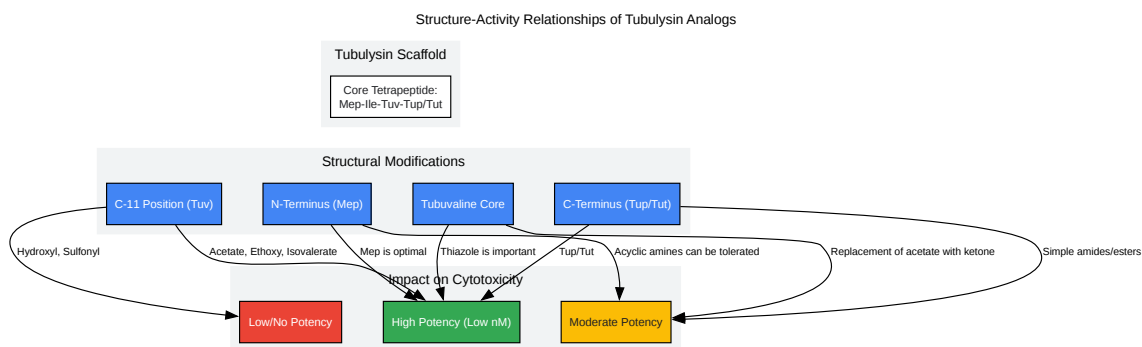 Structure-Activity Relationships of Tubulysin Analogs
Tubulysin Scaffold
Core Tetrapeptide:
Mep-Ile-Tuv-Tup/Tut
Structural Modifications
C-11 Position (Tuv)
N-Terminus (Mep)
Tubuvaline Core
C-Terminus (Tup/Tut)
Hydroxyl, Sulfonyl
Acetate, Ethoxy, Isovalerate
Mep is optimal
Thiazole is important
Tup/Tut
Acyclic amines can be tolerated
Replacement of acetate with ketone
Simple amides/esters
Impact on Cytotoxicity
Low/No Potency
High Potency (Low nM)
Moderate Potency